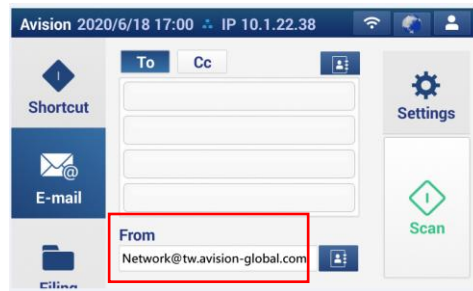 Avision 2020/6/18 17:00 IP 10.1.22.38
To Cc
Shortcut
Settings
E-mail
From
Network@tw.avision-global.com
Scan
Filing